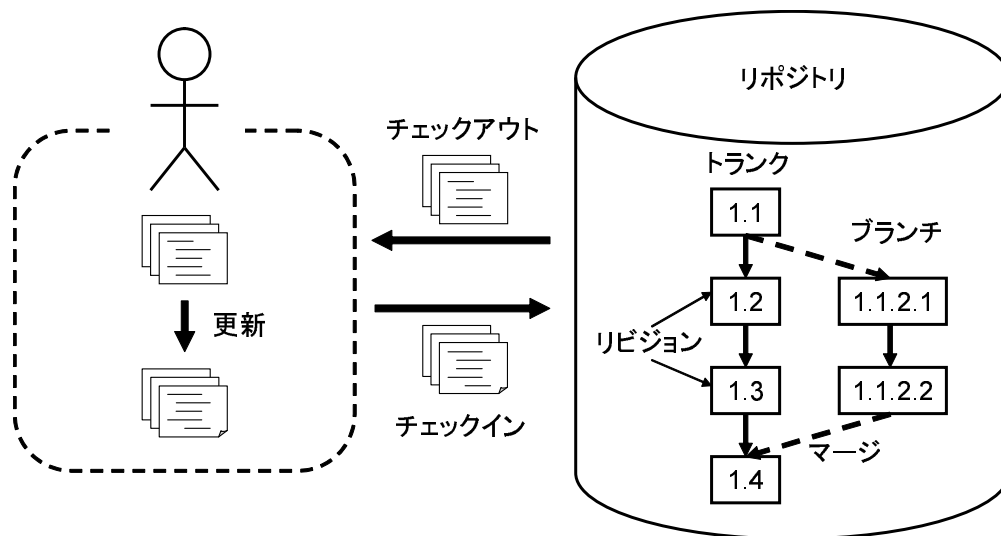 リポジトリ
チェックアウト
トランク
1.1
ブランチ
1.2
1.1.2.1
更新
リビジョン
1.3
1.1.2.2
チェックイン
マージ
1.4